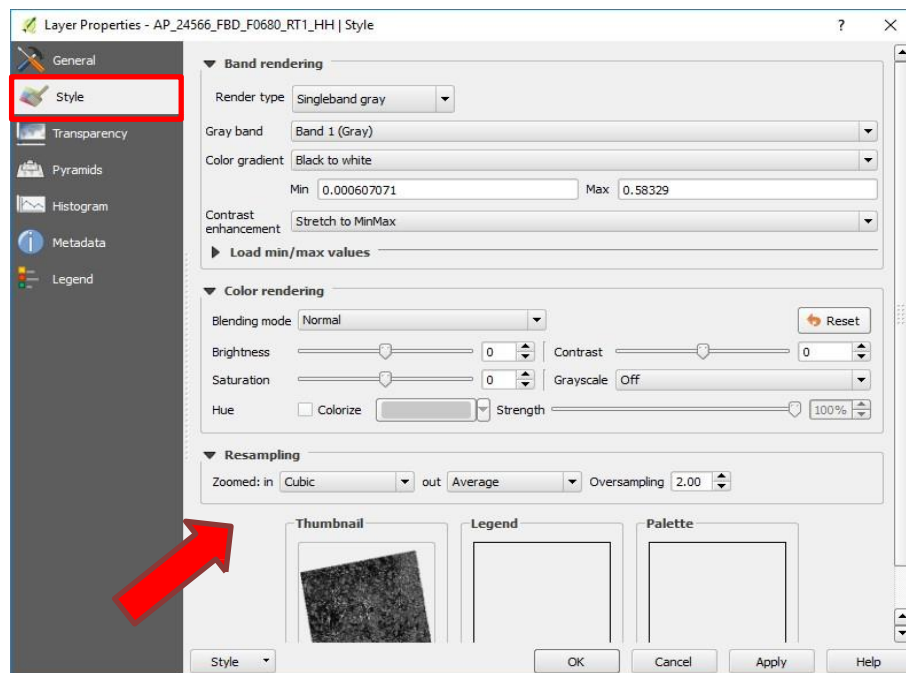 Layer Properties - AP_24566_FBD_F0680_RT1_HH | Style ?
General
Style
Transparency
Pyramids
Histogram
Metadata
Legend
Band rendering
Render type Singleband gray
Gray band Band 1 (Gray)
Color gradient Black to white
Min 0.000607071 Max 0.58329
Contrast
enhancement Stretch to MinMax
Load min/max values
Color rendering
Blending mode Normal Reset
Brightness 0 Contrast 0
Saturation 0 Grayscale Off
Hue Colorize Strength 100%
Resampling
Zoomed: in Cubic out Average Oversampling 2.00
Thumbnail Legend Palette
Style OK Cancel Apply Help